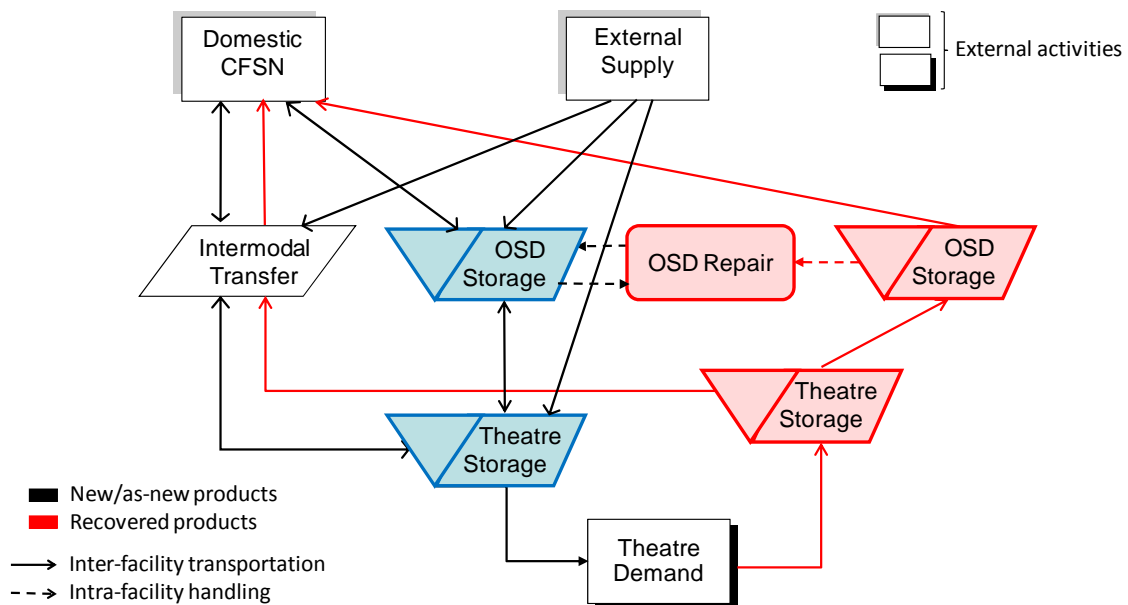 Domestic
CFSN
External
Supply
External activities
Intermodal
Transfer
OSD
Storage
OSD Repair
OSD
Storage
Theatre
Storage
Theatre
Storage
New/as-new products
Recovered products
Theatre
Demand
Inter-facility transportation
Intra-facility handling